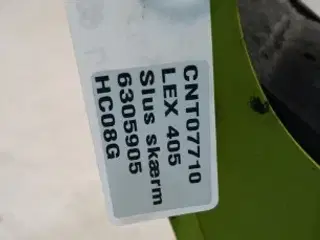 CNT07710
LEX 405
Slus skærm
6305905
HC08G